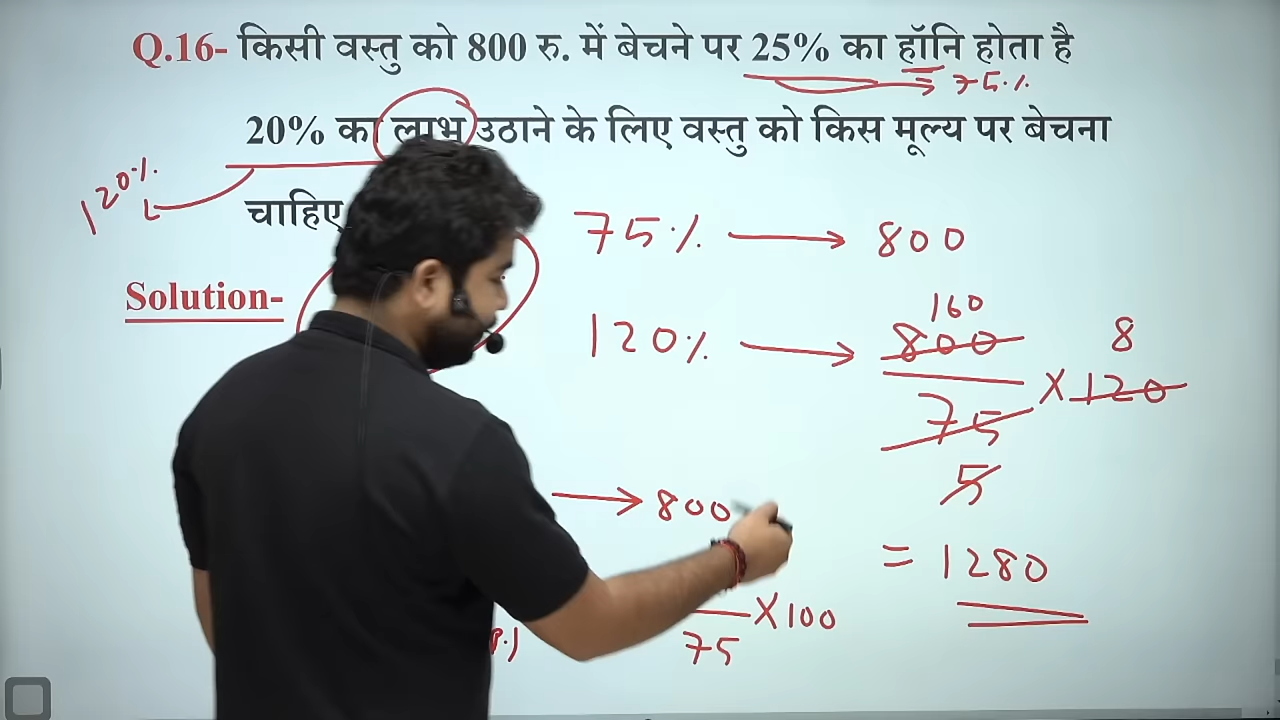 Q.16- किसी वस्तु को 800 रु. में बेचने पर 25% का हॉनि होता है
75%
20% का लाभ उठाने के लिए वस्तु को किस मूल्य पर बेचना
120%
चाहिए
75% → 800
Solution-
160
120% → 800 8
75 × 120
5
→ 800
= 1280
× 100
75